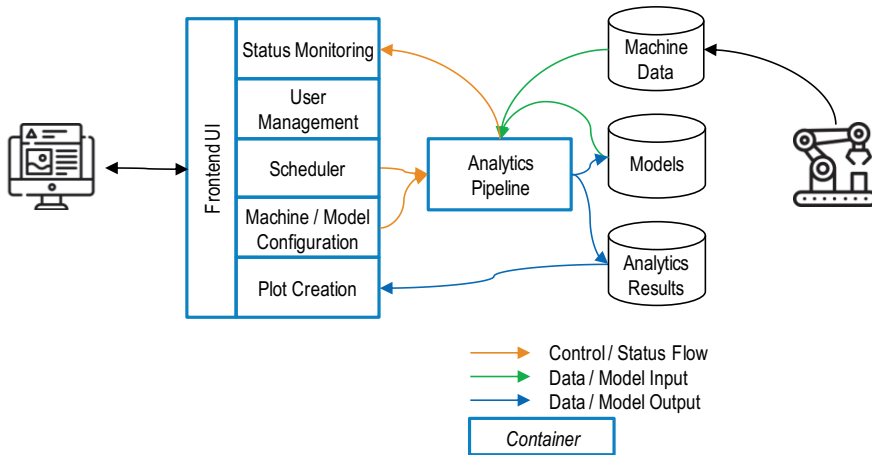 Frontend UI
Status Monitoring
User
Management
Scheduler
Machine / Model
Configuration
Plot Creation
Analytics
Pipeline
Machine
Data
Models
Analytics
Results
Control / Status Flow
Data / Model Input
Data / Model Output
Container